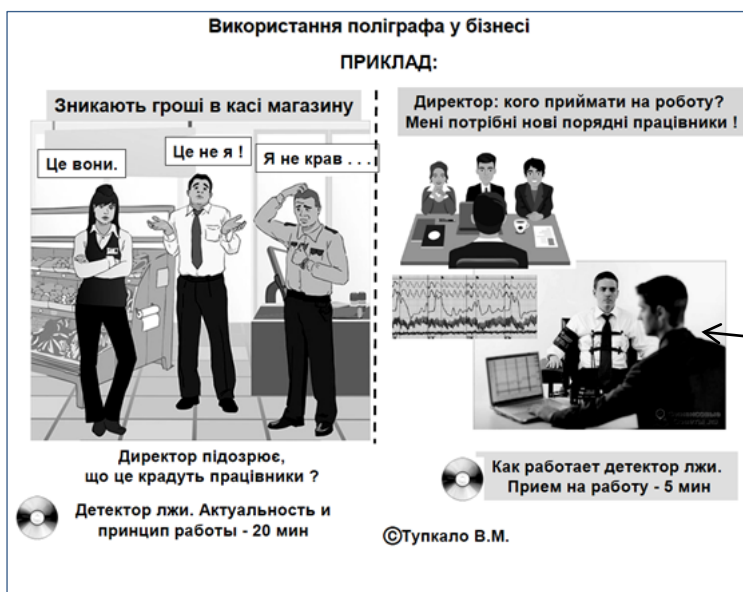 Використання поліграфа у бізнесі
ПРИКЛАД:
Зникають гроші в касі магазину
Це вони.
Це не я !
Я не крав . . .
Директор підозрює,
що це крадуть працівники ?
Детектор лжи. Актуальность и
принцип работы - 20 мин
Директор: кого приймати на роботу?
Мені потрібні нові порядні працівники !
Как работает детектор лжи.
Прием на работу - 5 мин
©Тупкало В.М.